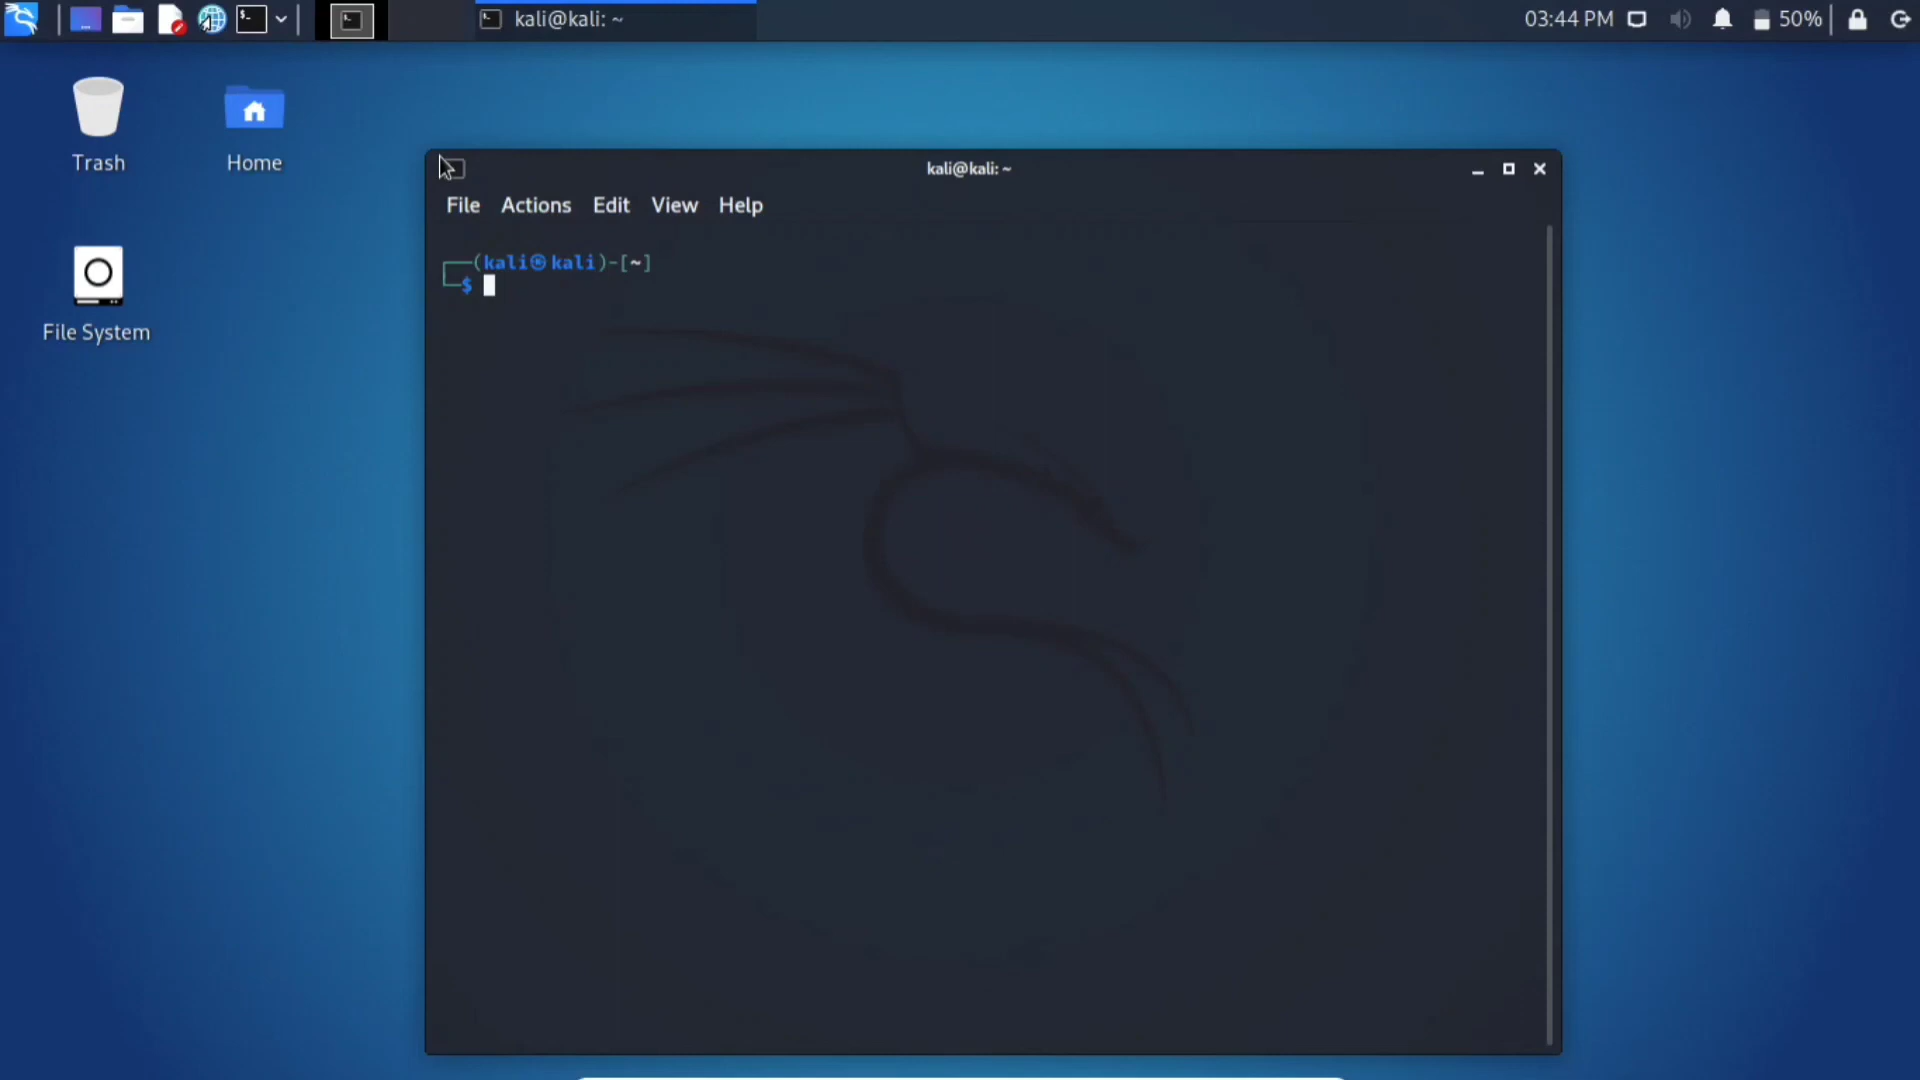 kali@kali: ~
03:44 PM
50%
Trash
Home
File System
kali@kali: ~
File Actions Edit View Help
┌──(kali㉿kali)-[~]
└─$